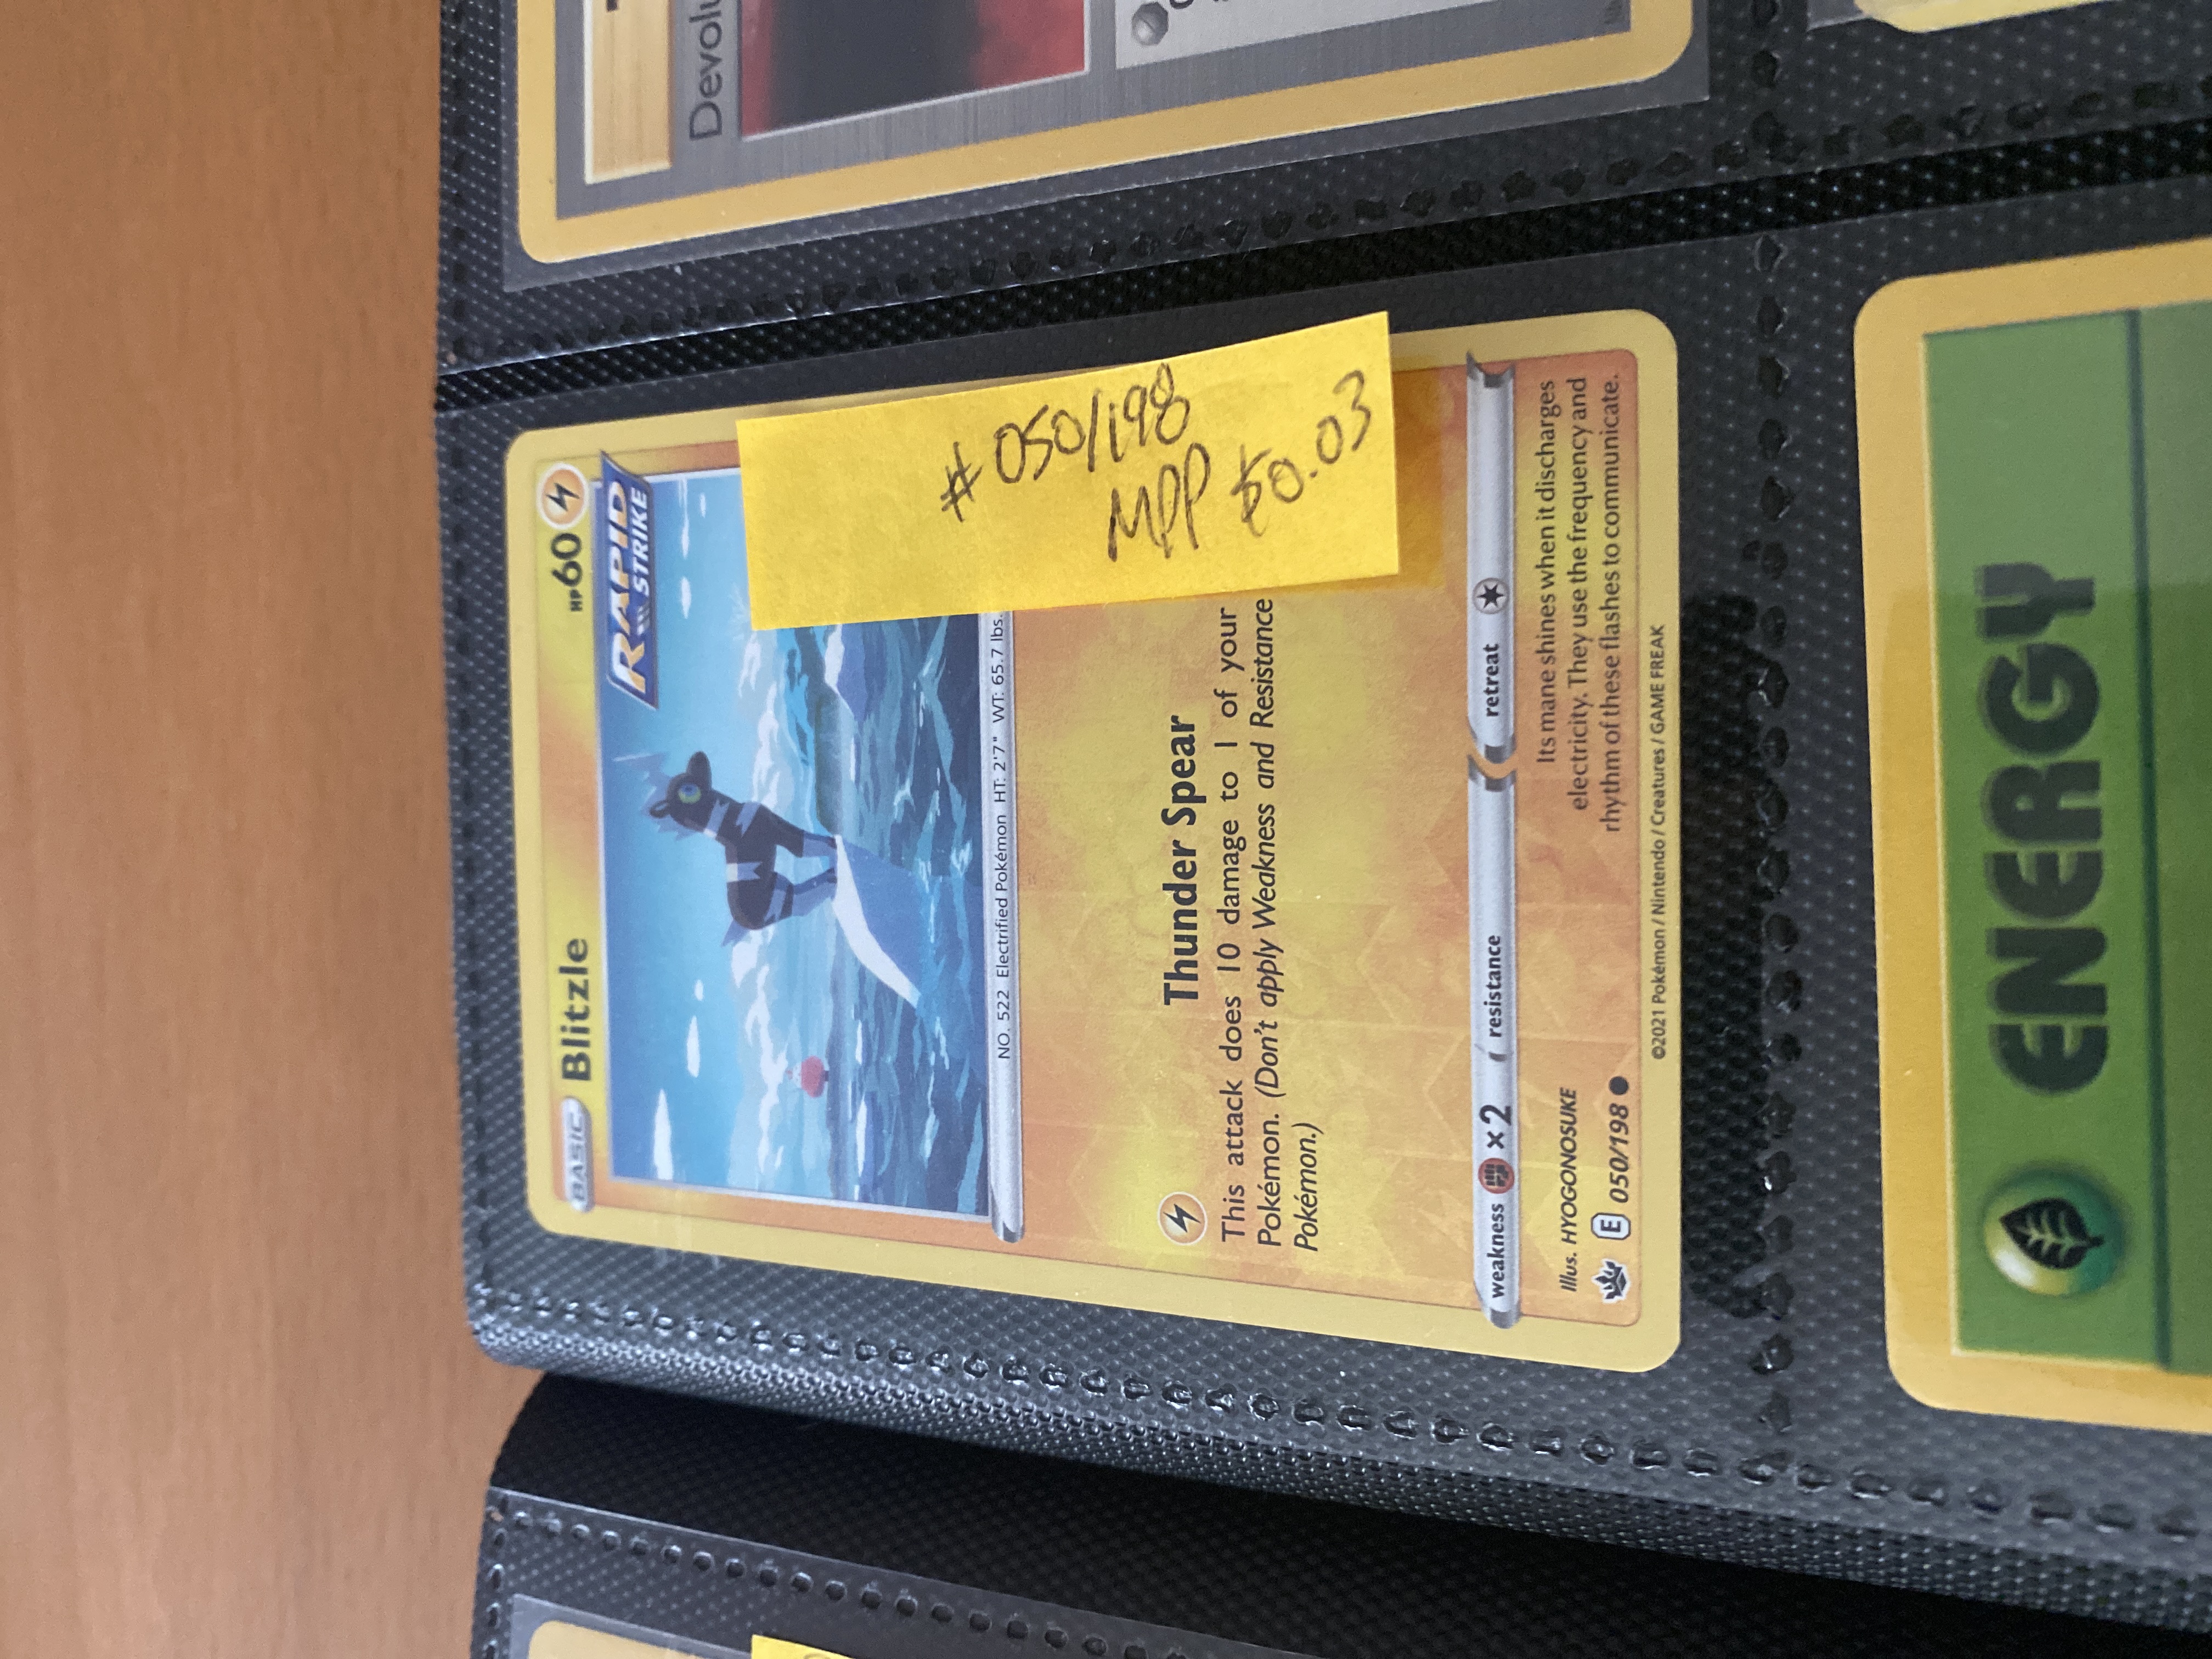 BASIC Blitzle HP60
RAPID
STRIKE
NO. 522 Electrified Pokémon HT: 2'7" WT: 65.7 lbs.
#050/198
MPP $0.03
Thunder Spear
This attack does 10 damage to 1 of your
Pokémon. (Don't apply Weakness and Resistance
Pokémon.)
weakness ×2 resistance retreat
Illus. HYOGONOSUKE
Its mane shines when it discharges
electricity. They use the frequency and
rhythm of these flashes to communicate.
E 050/198
©2021 Pokémon / Nintendo / Creatures / GAME FREAK
Devolu
ENERGY